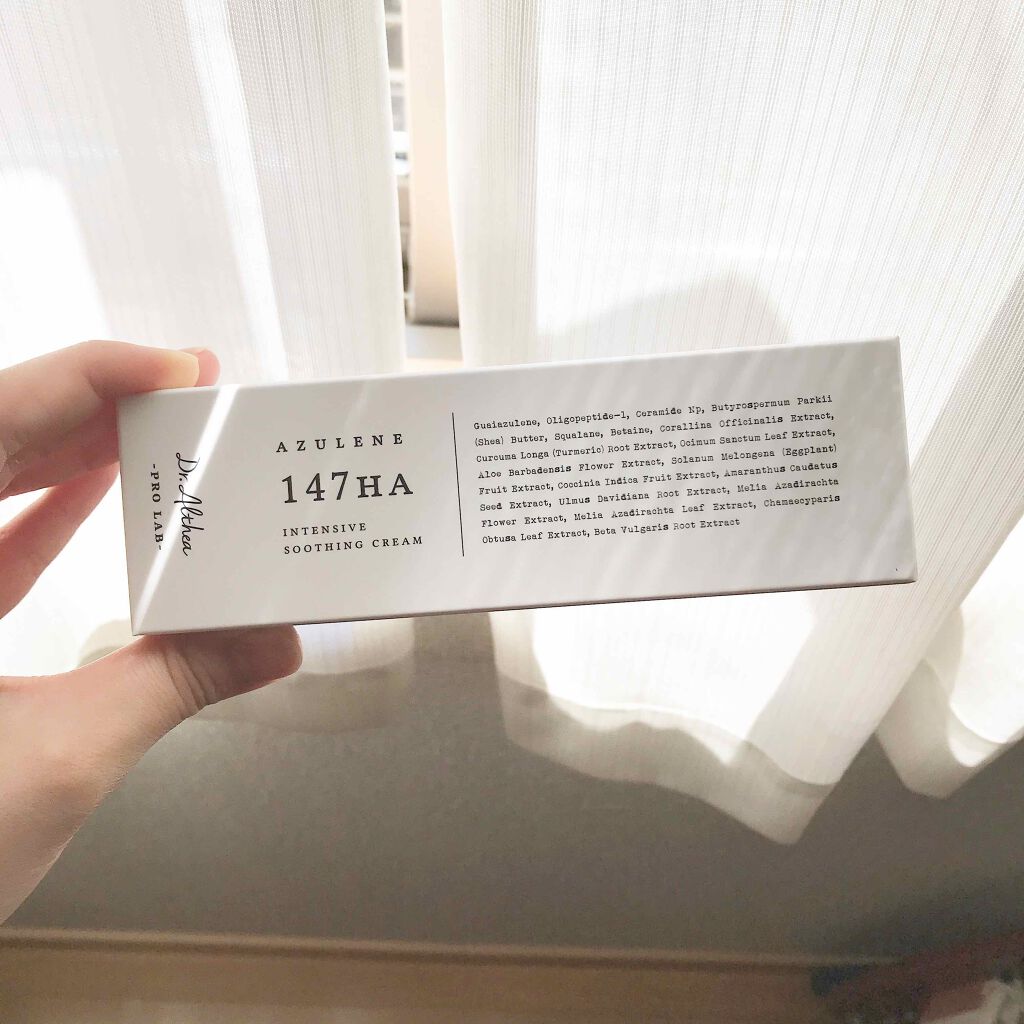 Dr.Althea
-PRO LAB-
AZULENE
147HA
INTENSIVE
SOOTHING CREAM
Guaiazulene, Oligopeptide-1, Ceramide Np, Butyrospermum Parkii
(Shea) Butter, Squalane, Betaine, Corallina Officinalis Extract,
Curcuma Longa (Turmeric) Root Extract, Ocimum Sanctum Leaf Extract,
Aloe Barbadensis Flower Extract, Solanum Melongena (Eggplant)
Fruit Extract, Coccinia Indica Fruit Extract, Amaranthus Caudatus
Seed Extract, Ulmus Davidiana Root Extract, Melia Azadirachta
Flower Extract, Melia Azadirachta Leaf Extract, Chamaecyparis
Obtusa Leaf Extract, Beta Vulgaris Root Extract